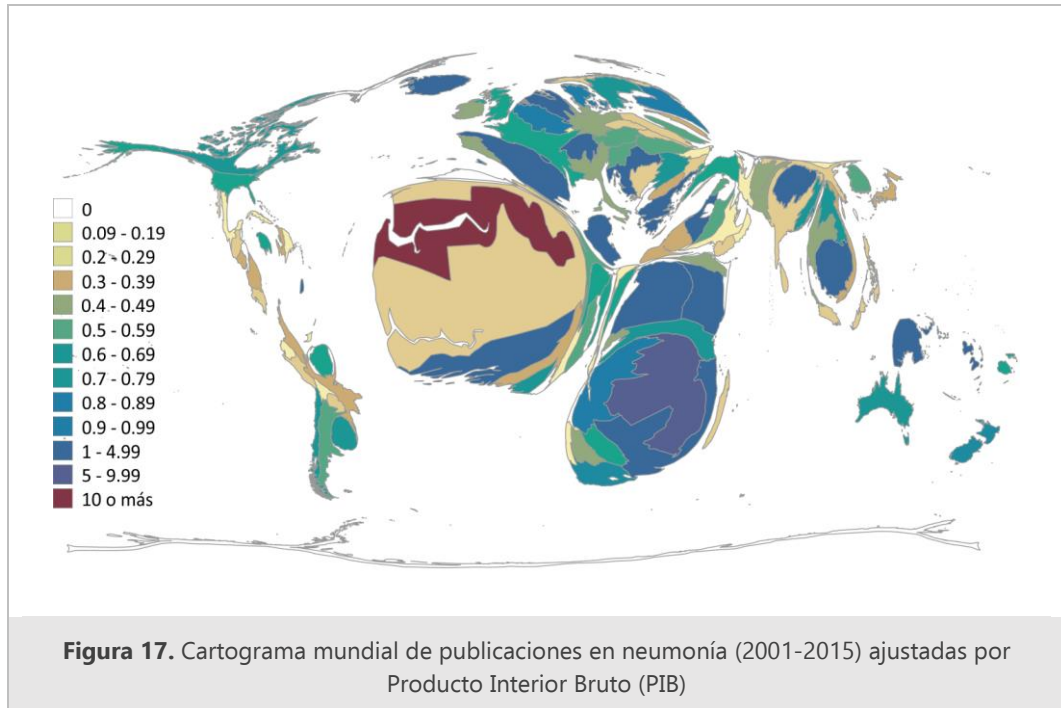 0
0.09 - 0.19
0.2 - 0.29
0.3 - 0.39
0.4 - 0.49
0.5 - 0.59
0.6 - 0.69
0.7 - 0.79
0.8 - 0.89
0.9 - 0.99
1 - 4.99
5 - 9.99
10 o más
Figura 17. Cartograma mundial de publicaciones en neumonía (2001-2015) ajustadas por
Producto Interior Bruto (PIB)